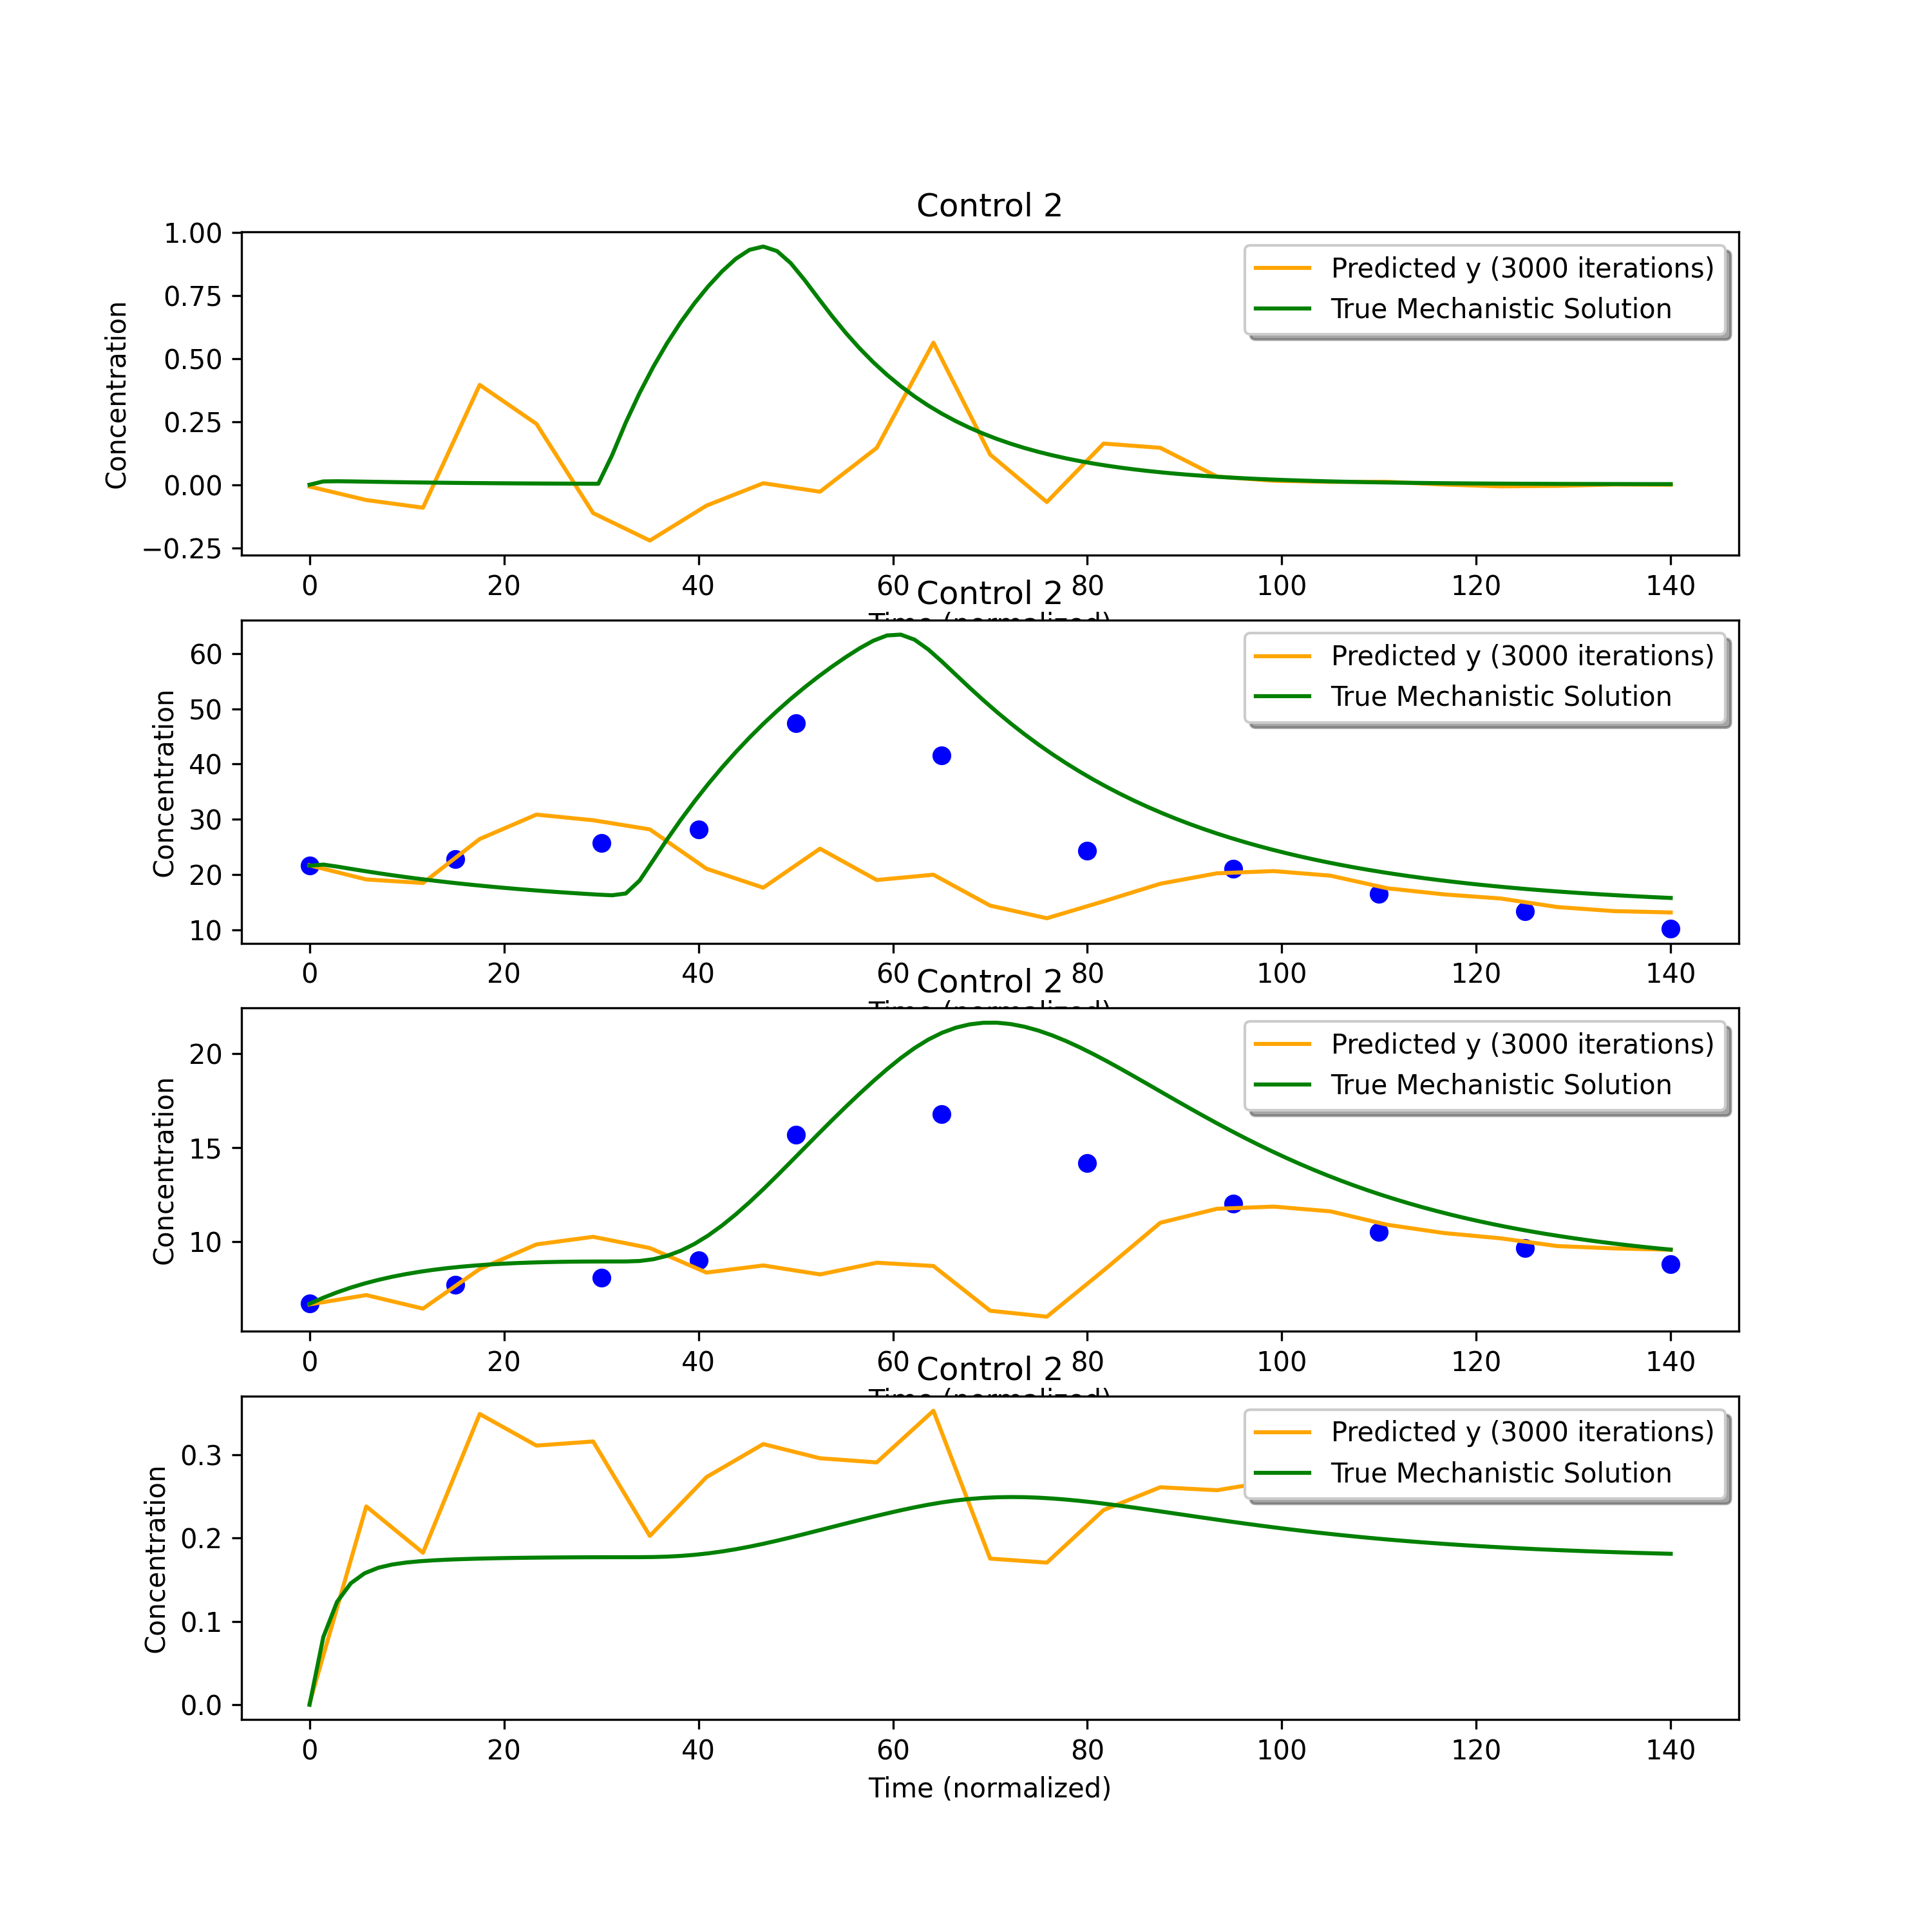 Control 2
1.00
0.75
0.50
0.25
0.00
−0.25
Concentration
Predicted y (3000 iterations)
True Mechanistic Solution
0 20 40 60 80 100 120 140
Control 2
60
50
40
30
20
10
Concentration
Predicted y (3000 iterations)
True Mechanistic Solution
0 20 40 60 80 100 120 140
Control 2
20
15
10
Concentration
Predicted y (3000 iterations)
True Mechanistic Solution
0 20 40 60 80 100 120 140
Control 2
0.3
0.2
0.1
0.0
Concentration
Predicted y (3000 iterations)
True Mechanistic Solution
0 20 40 60 80 100 120 140
Time (normalized)